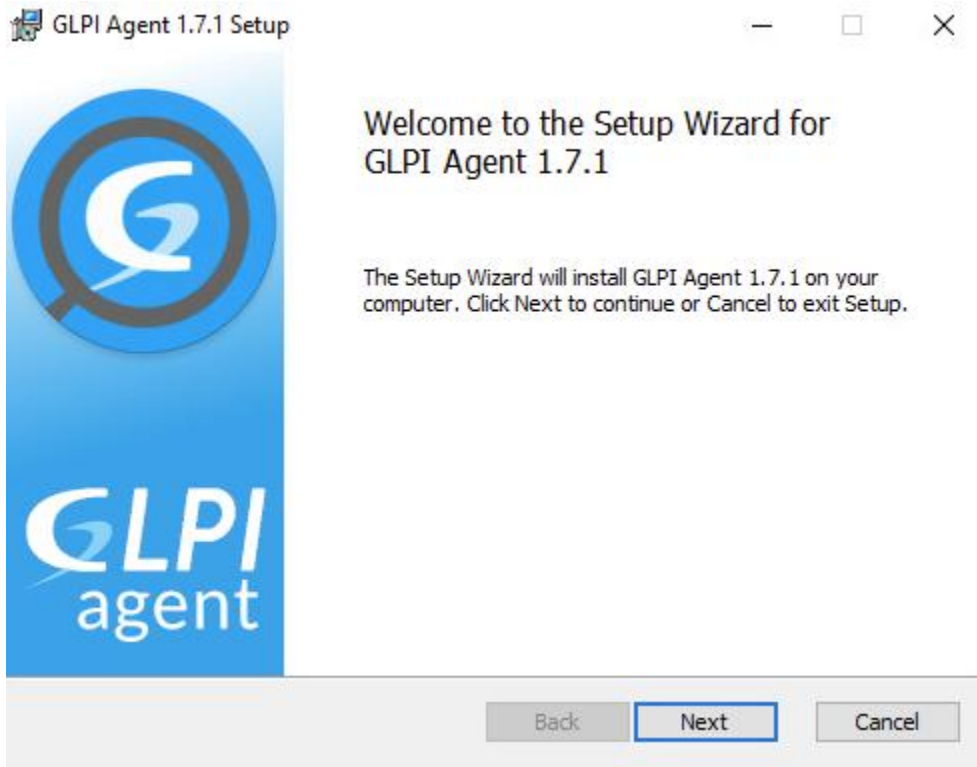 GLPI Agent 1.7.1 Setup
Welcome to the Setup Wizard for
GLPI Agent 1.7.1
The Setup Wizard will install GLPI Agent 1.7.1 on your
computer. Click Next to continue or Cancel to exit Setup.
GLPI
agent
Back
Next
Cancel